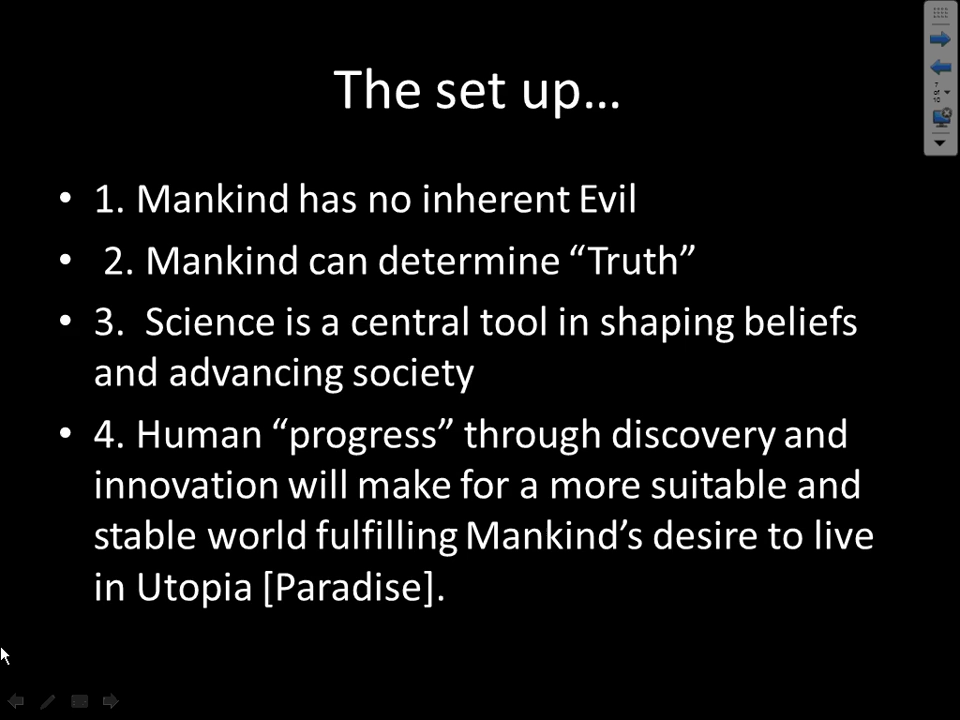 The set up…
• 1. Mankind has no inherent Evil
• 2. Mankind can determine “Truth”
• 3. Science is a central tool in shaping beliefs
and advancing society
• 4. Human “progress” through discovery and
innovation will make for a more suitable and
stable world fulfilling Mankind’s desire to live
in Utopia [Paradise].
7
of